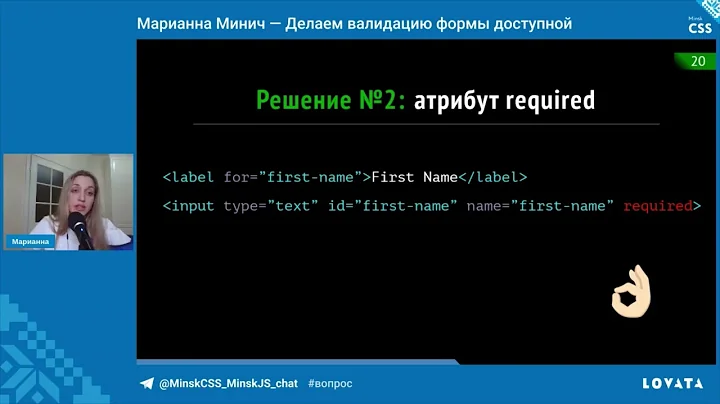 Марианна Минич — Делаем валидацию формы доступной
Minsk
CSS
20
Решение №2: атрибут required
<label for="first-name">First Name</label>
<input type="text" id="first-name" name="first-name" required>
Марианна
@MinskCSS_MinskJS_chat #вопрос
LOVATA